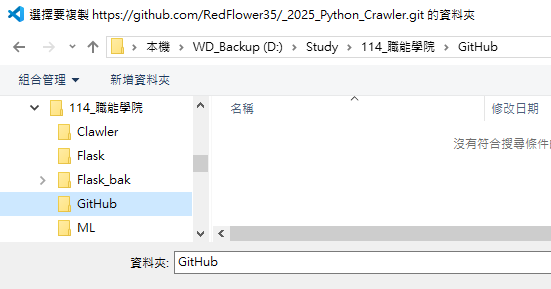 選擇要複製 https://github.com/RedFlower35/_2025_Python_Crawler.git 的資料夾
本機 > WD_Backup (D:) > Study > 114_職能學院 > GitHub
組合管理 新增資料夾
114_職能學院
Clawler
Flask
Flask_bak
GitHub
ML
名稱 修改日期
沒有符合搜尋條件
資料夾: GitHub